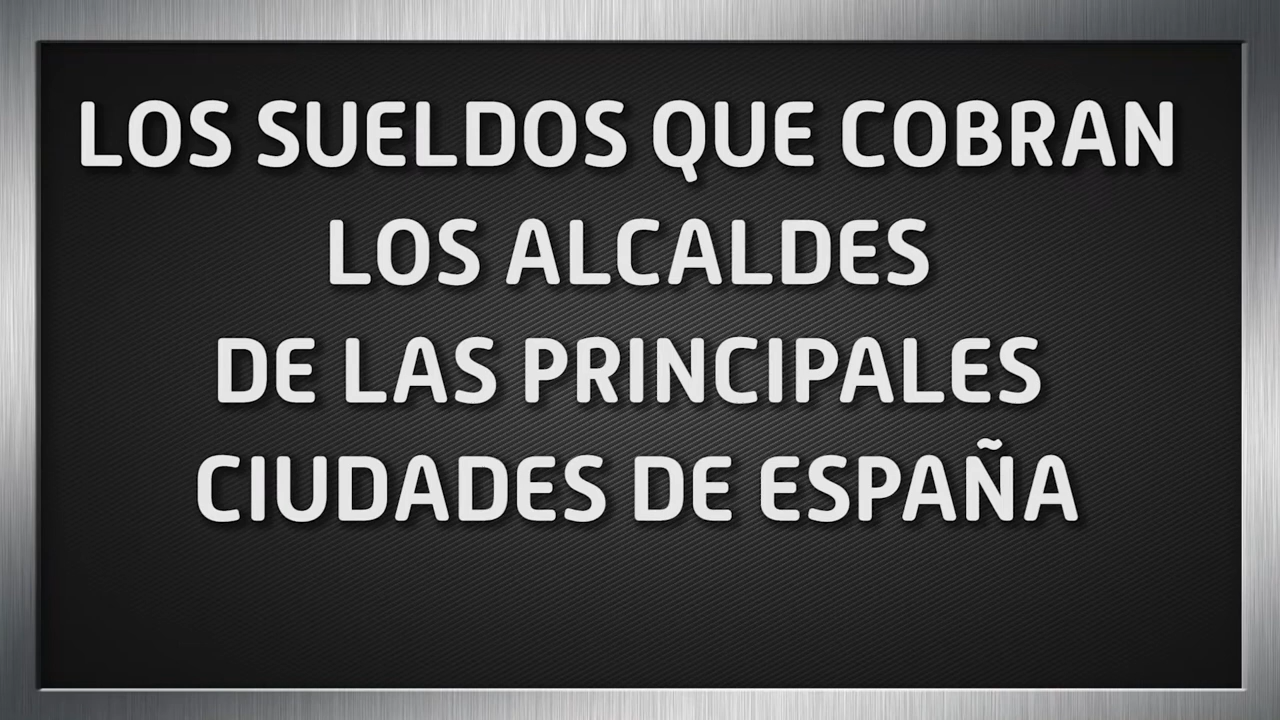 LOS SUELDOS QUE COBRAN
LOS ALCALDES
DE LAS PRINCIPALES
CIUDADES DE ESPAÑA